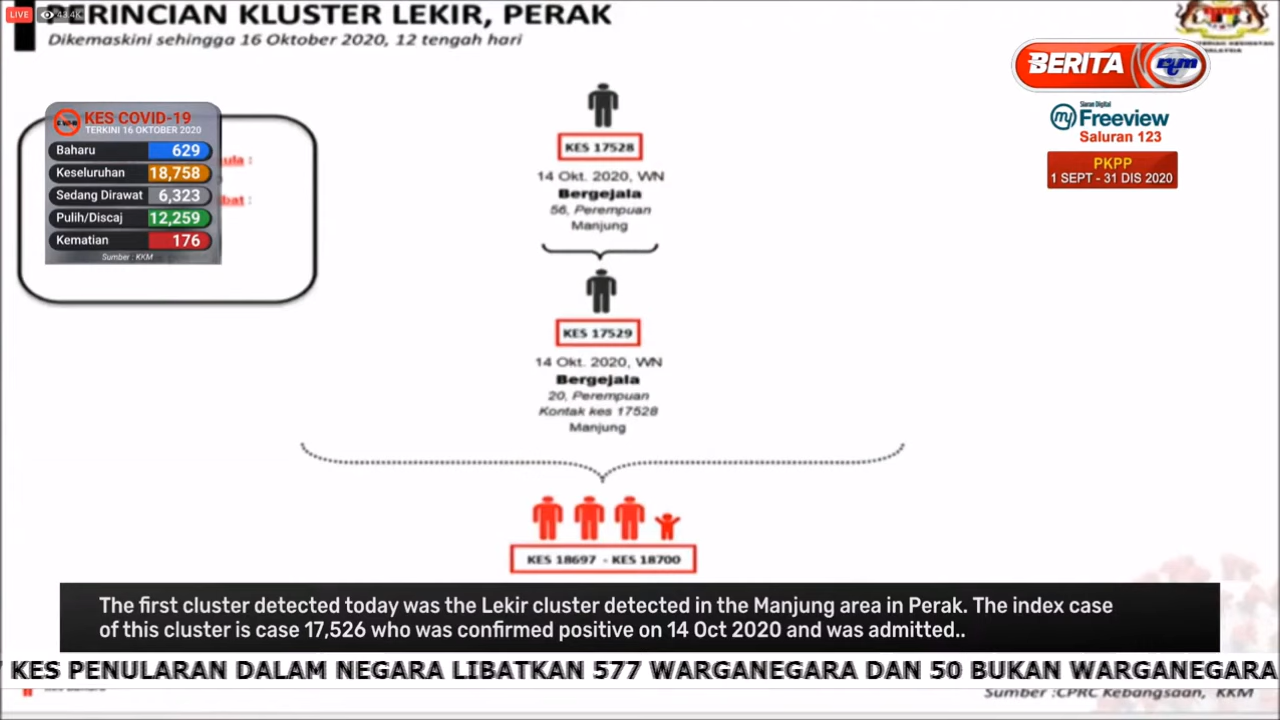 LIVE 43.4K
PERINCIAN KLUSTER LEKIR, PERAK
Dikemaskini sehingga 16 Oktober 2020, 12 tengah hari
BERITA rtm
Siaran Digital
my Freeview
Saluran 123
PKPP
1 SEPT - 31 DIS 2020
KES COVID-19
TERKINI 16 OKTOBER 2020
Baharu 629
Keseluruhan 18,758
Sedang Dirawat 6,323
Pulih/Discaj 12,259
Kematian 176
Sumber : KKM
KES 17528
14 Okt. 2020, WN
Bergejala
56, Perempuan
Manjung
KES 17529
14 Okt. 2020, WN
Bergejala
20, Perempuan
Kontak kes 17528
Manjung
KES 18697 - KES 18700
The first cluster detected today was the Lekir cluster detected in the Manjung area in Perak. The index case
of this cluster is case 17,526 who was confirmed positive on 14 Oct 2020 and was admitted..
KES PENULARAN DALAM NEGARA LIBATKAN 577 WARGANEGARA DAN 50 BUKAN WARGANEGARA
Sumber :CPRC Kebangsaan, KKM